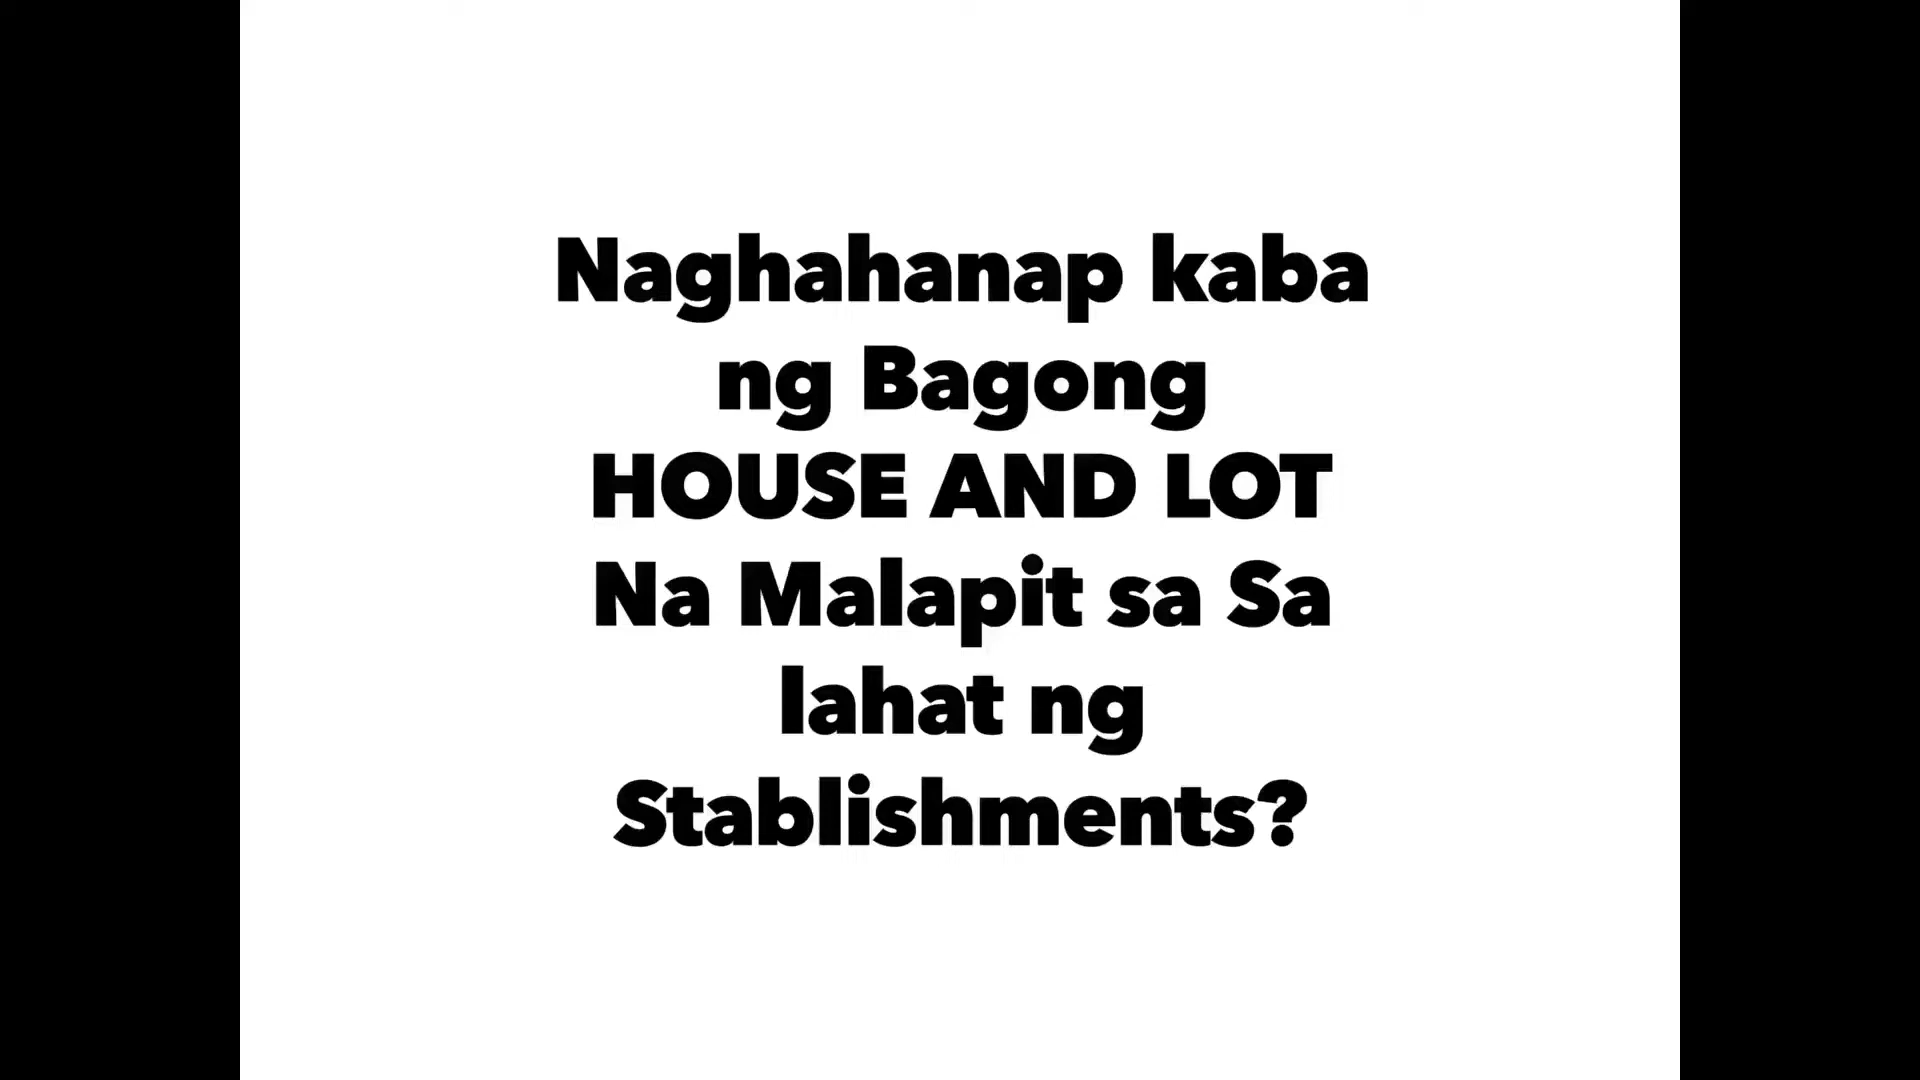 Naghahanap kaba
ng Bagong
HOUSE AND LOT
Na Malapit sa Sa
lahat ng
Stablishments?